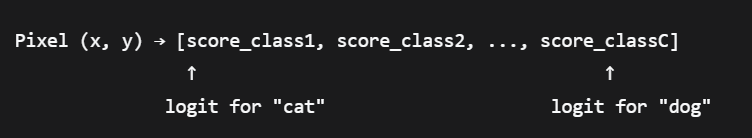 Pixel (x, y) → [score_class1, score_class2, ..., score_classC]
↑ ↑
logit for "cat" logit for "dog"